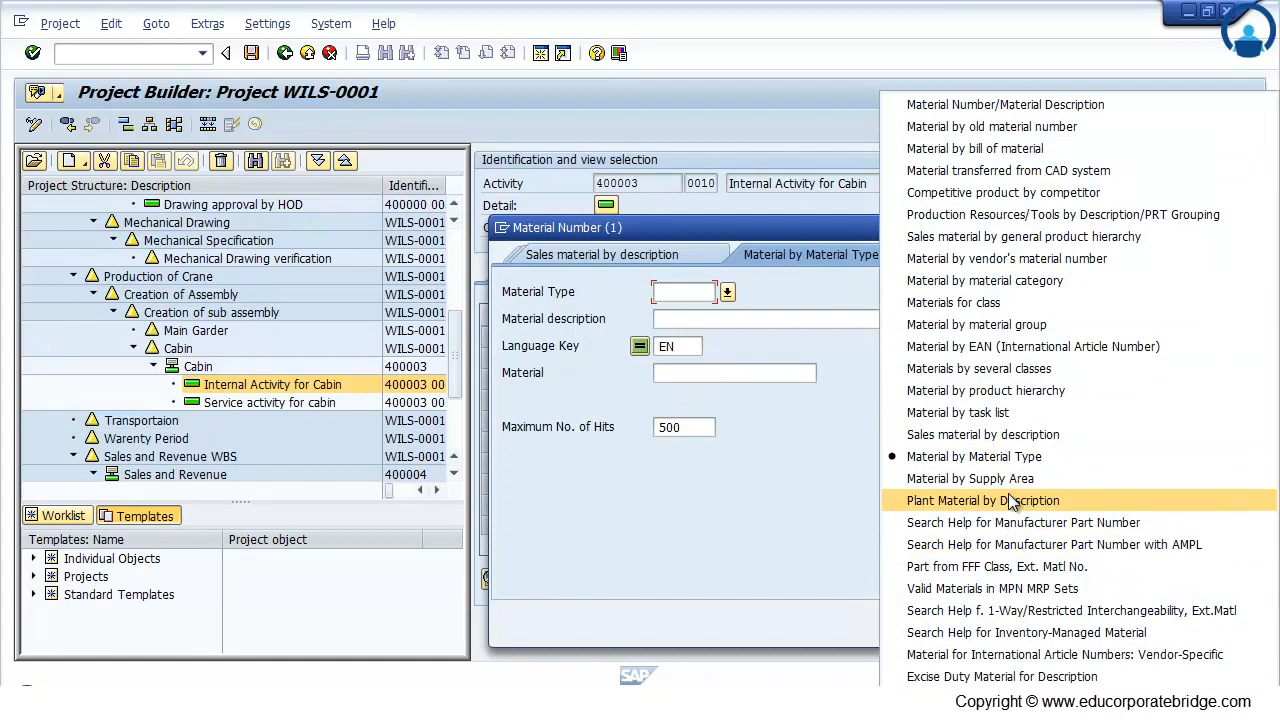 Project Edit Goto Extras Settings System Help
Project Builder: Project WILS-0001
Project Structure: Description Identifi...
Drawing approval by HOD 400000 00
Mechanical Drawing WILS-0001
Mechanical Specification WILS-0001
Mechanical Drawing verification WILS-0001
Production of Crane WILS-0001
Creation of Assembly WILS-0001
Creation of sub assembly WILS-0001
Main Garder WILS-0001
Cabin WILS-0001
Cabin 400003
Internal Activity for Cabin 400003 00
Service activity for cabin 400003 00
Transportaion WILS-0001
Warenty Period WILS-0001
Sales and Revenue WBS WILS-0001
Sales and Revenue 400004
Worklist Templates
Templates: Name Project object
Individual Objects
Projects
Standard Templates
Identification and view selection
Activity 400003 0010 Internal Activity for Cabin
Detail:
Material Number (1)
Sales material by description Material by Material Type
Material Type
Material description
Language Key EN
Material
Maximum No. of Hits 500
Material Number/Material Description
Material by old material number
Material by bill of material
Material transferred from CAD system
Competitive product by competitor
Production Resources/Tools by Description/PRT Grouping
Sales material by general product hierarchy
Material by vendor's material number
Material by material category
Materials for class
Material by material group
Material by EAN (International Article Number)
Materials by several classes
Material by product hierarchy
Material by task list
Sales material by description
Material by Material Type
Material by Supply Area
Plant Material by Description
Search Help for Manufacturer Part Number
Search Help for Manufacturer Part Number with AMPL
Part from FFF Class, Ext. Matl No.
Valid Materials in MPN MRP Sets
Search Help f. 1-Way/Restricted Interchangeability, Ext.Matl
Search Help for Inventory-Managed Material
Material for International Article Numbers: Vendor-Specific
Excise Duty Material for Description
SAP
Copyright © www.educorporatebridge.com